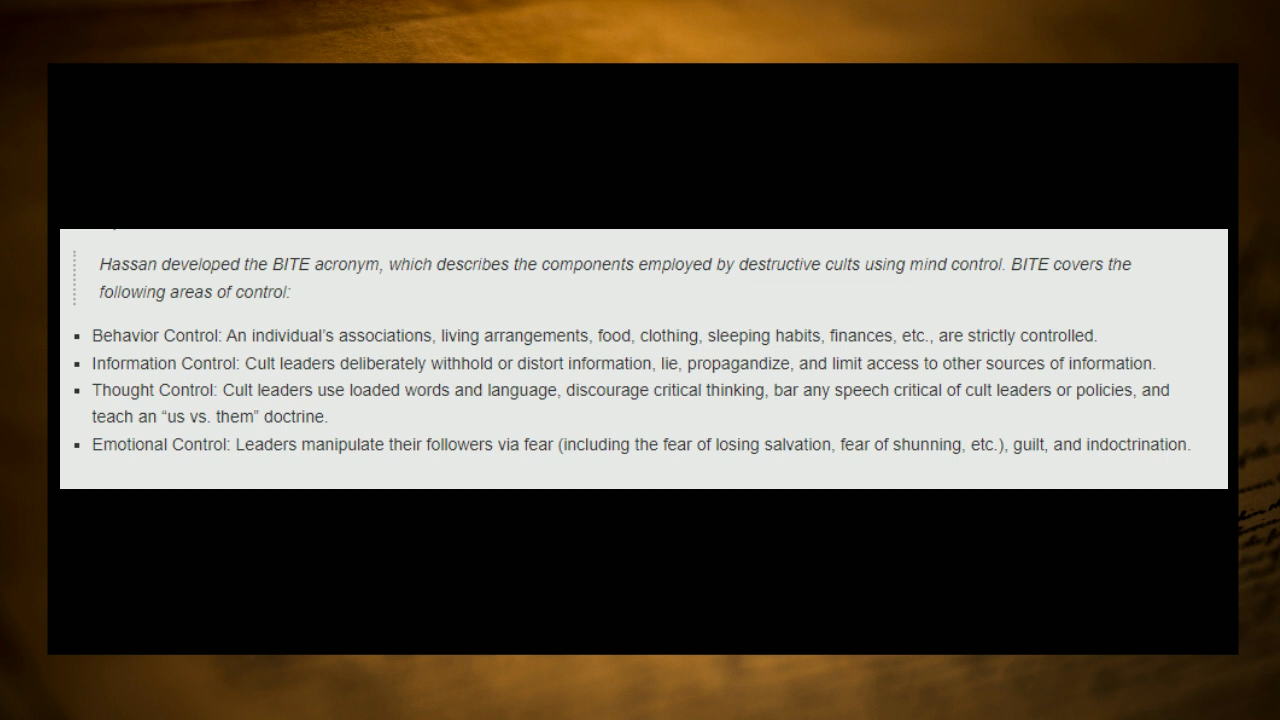 Hassan developed the BITE acronym, which describes the components employed by destructive cults using mind control. BITE covers the
following areas of control:
▪ Behavior Control: An individual’s associations, living arrangements, food, clothing, sleeping habits, finances, etc., are strictly controlled.
▪ Information Control: Cult leaders deliberately withhold or distort information, lie, propagandize, and limit access to other sources of information.
▪ Thought Control: Cult leaders use loaded words and language, discourage critical thinking, bar any speech critical of cult leaders or policies, and
teach an “us vs. them” doctrine.
▪ Emotional Control: Leaders manipulate their followers via fear (including the fear of losing salvation, fear of shunning, etc.), guilt, and indoctrination.